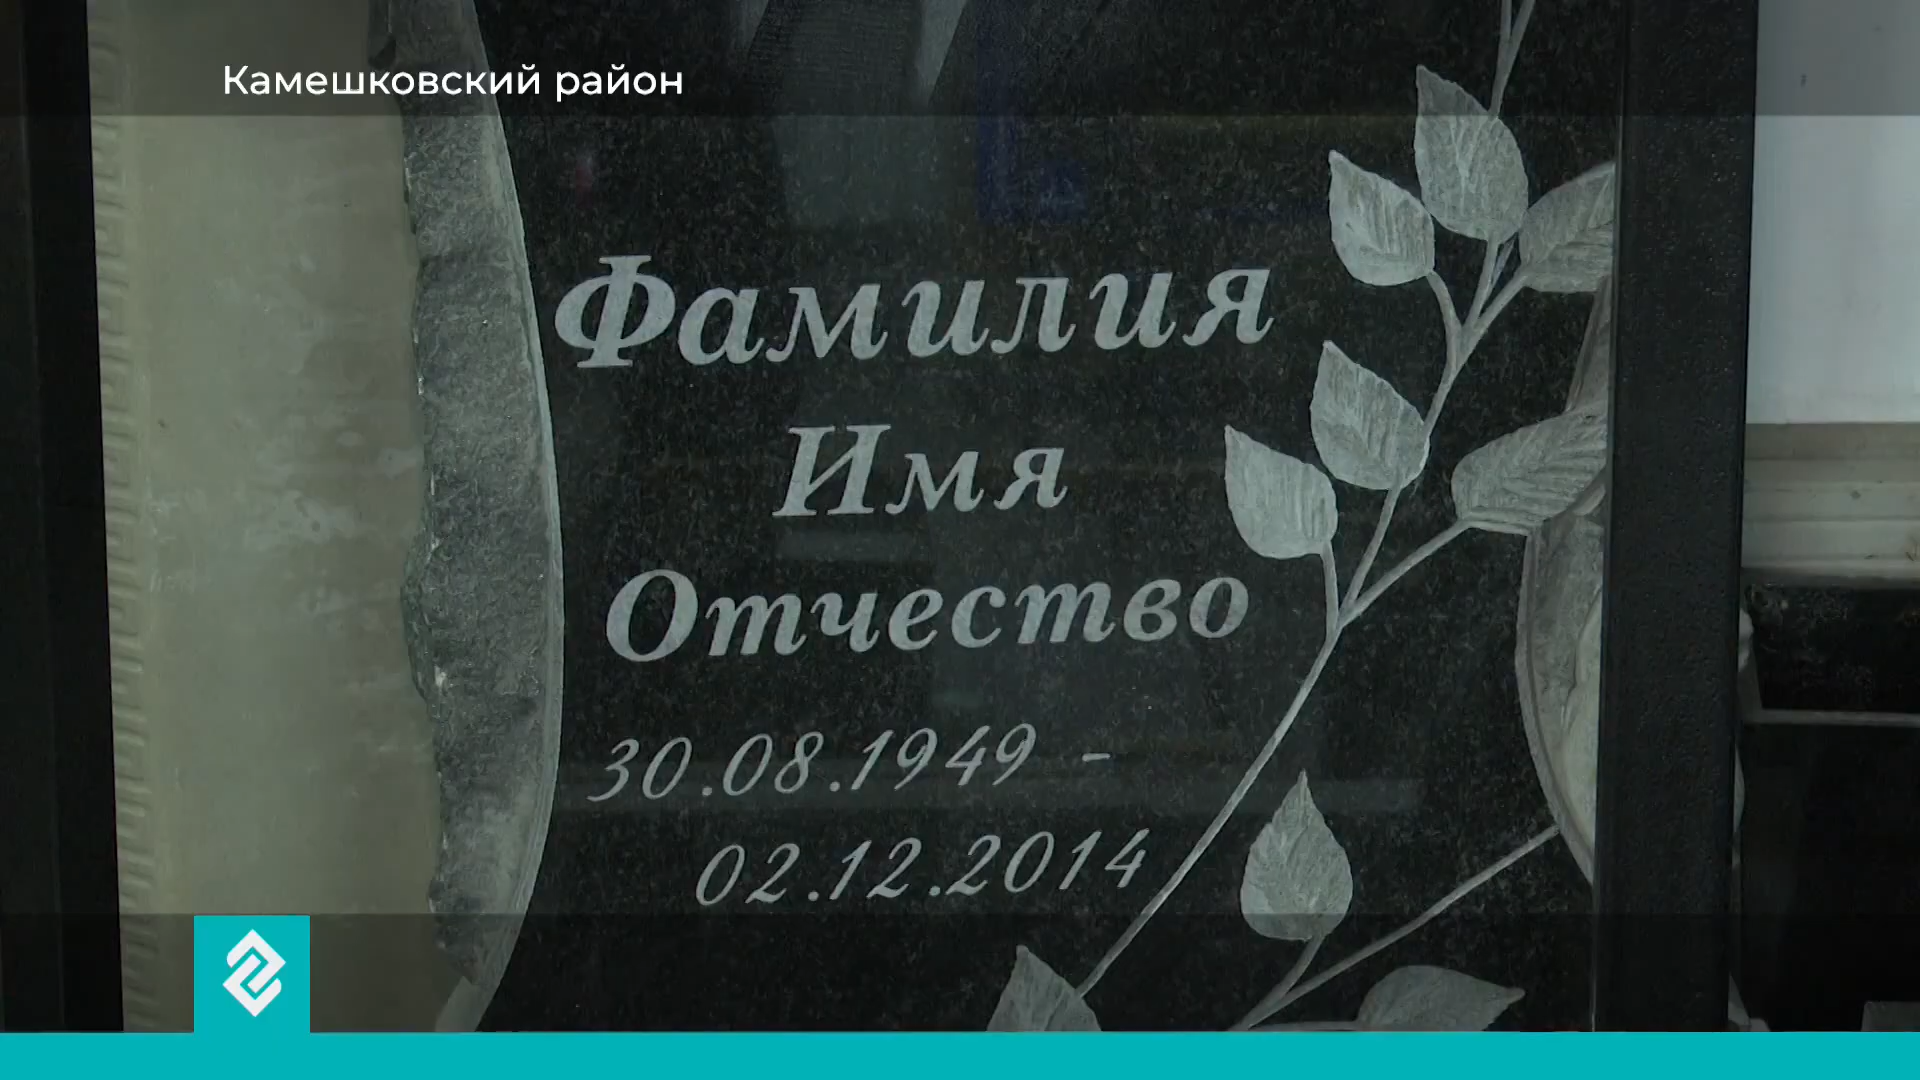 Камешковский район
Фамилия
Имя
Отчество
30.08.1949 -
02.12.2014